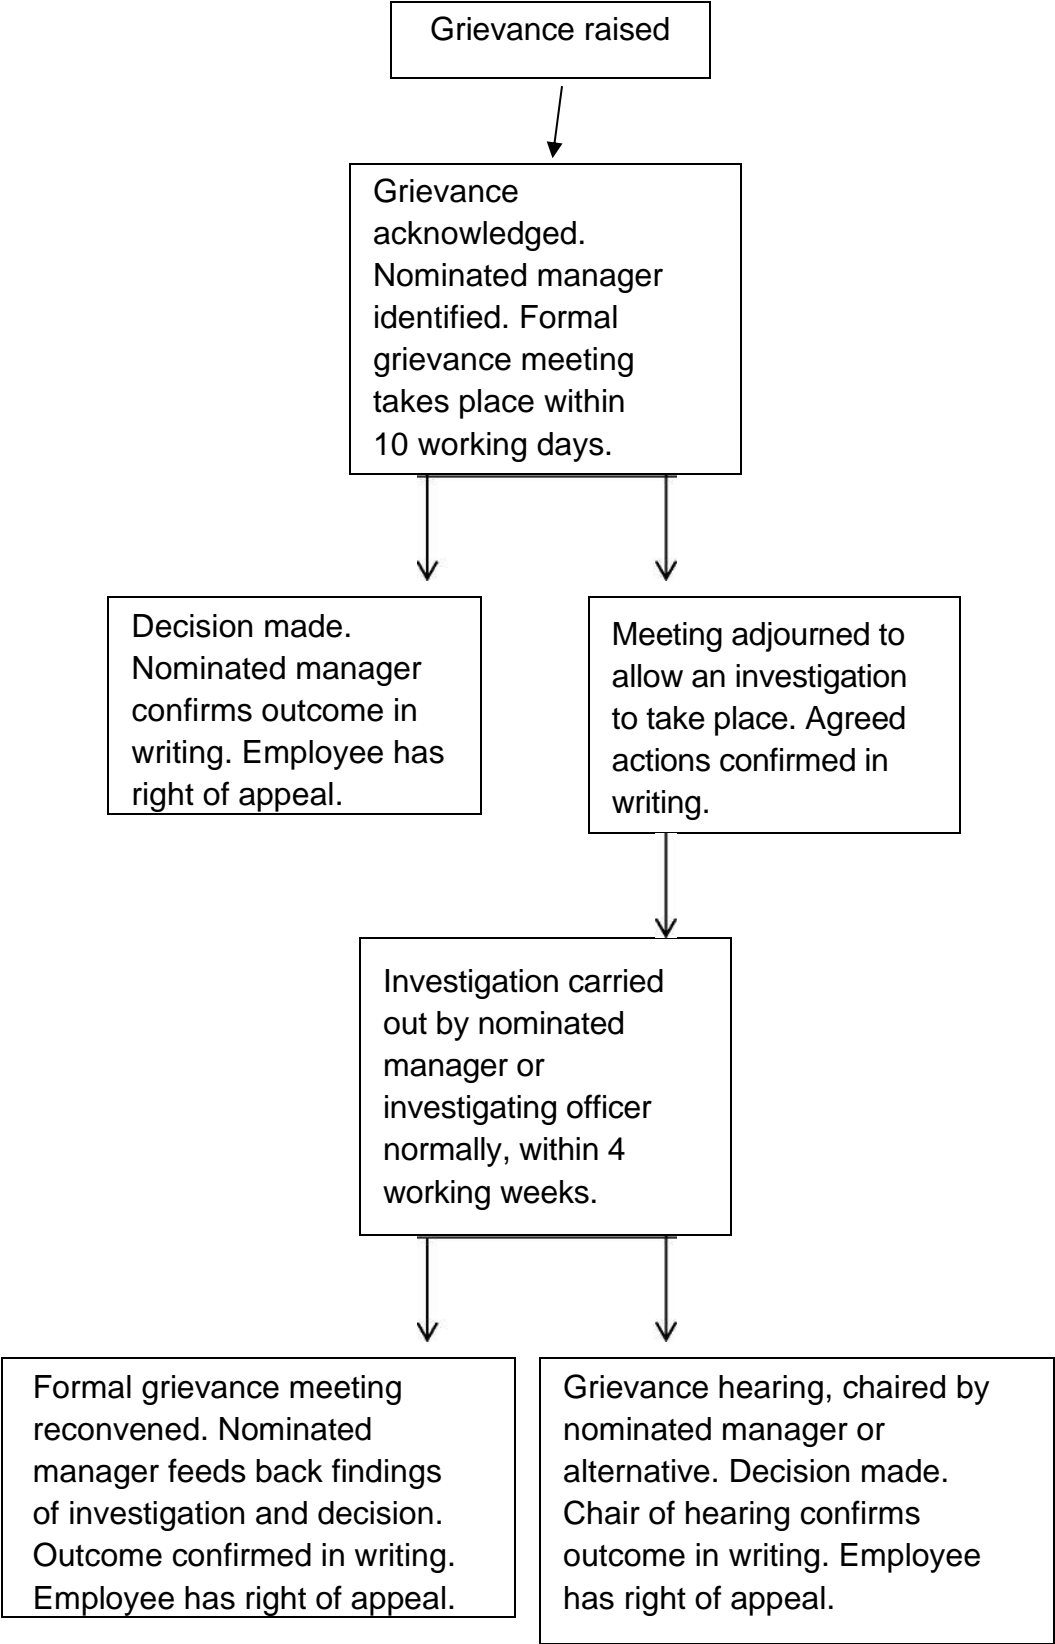 Grievance raised
Grievance
acknowledged.
Nominated manager
identified. Formal
grievance meeting
takes place within
10 working days.
Decision made.
Nominated manager
confirms outcome in
writing. Employee has
right of appeal.
Meeting adjourned to
allow an investigation
to take place. Agreed
actions confirmed in
writing.
Investigation carried
out by nominated
manager or
investigating officer
normally, within 4
working weeks.
Formal grievance meeting
reconvened. Nominated
manager feeds back findings
of investigation and decision.
Outcome confirmed in writing.
Employee has right of appeal.
Grievance hearing, chaired by
nominated manager or
alternative. Decision made.
Chair of hearing confirms
outcome in writing. Employee
has right of appeal.